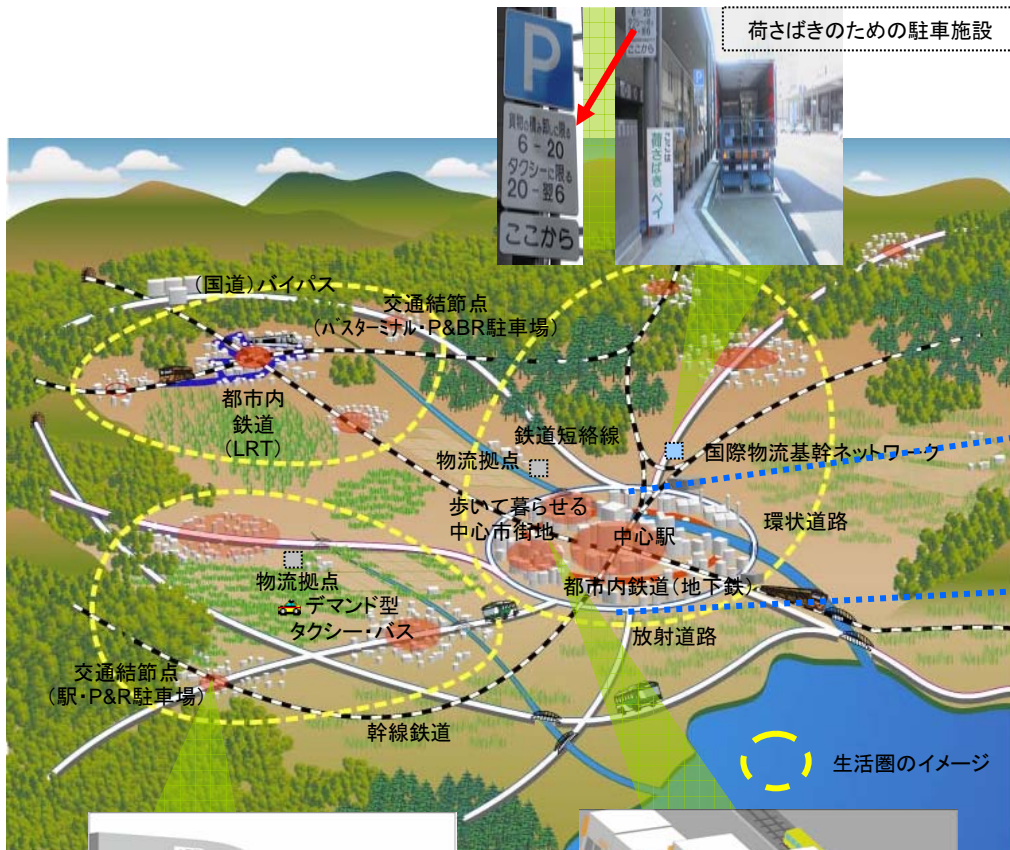 荷さばきのための駐車施設
P
貨物の積み卸しに限る
6-20
タクシーに限る
20-翌6
ここから
6-20
ここから
P
荷さばきベイ
(国道)バイパス
交通結節点
(バスターミナル・P&BR駐車場)
都市内
鉄道
(LRT)
鉄道短絡線
物流拠点
国際物流基幹ネットワーク
歩いて暮らせる
中心市街地
中心駅
環状道路
物流拠点
デマンド型
タクシー・バス
都市内鉄道(地下鉄)
放射道路
交通結節点
(駅・P&R駐車場)
幹線鉄道
生活圏のイメージ